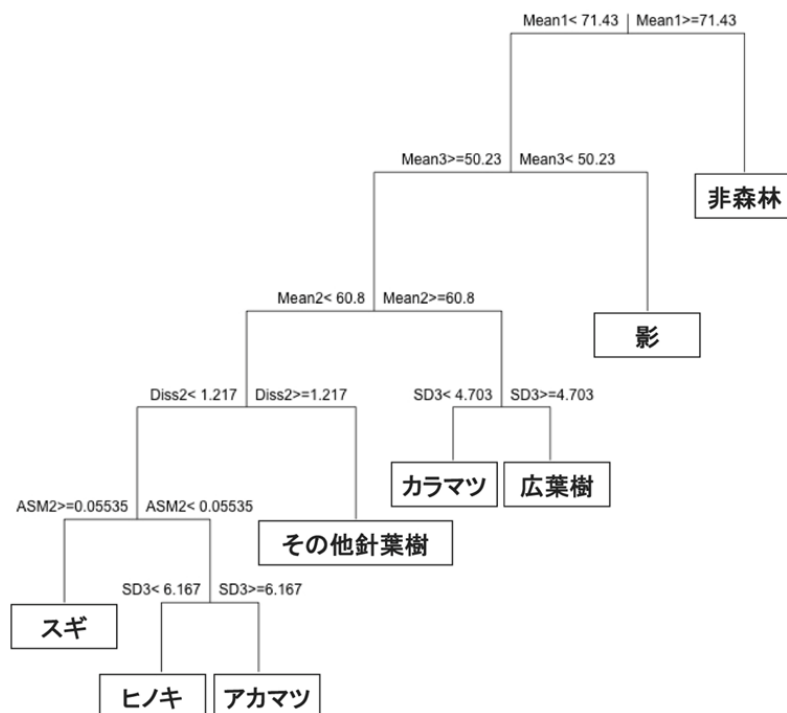 Mean1< 71.43 Mean1>=71.43
Mean3>=50.23 Mean3< 50.23
非森林
Mean2< 60.8 Mean2>=60.8
影
Diss2< 1.217 Diss2>=1.217
SD3< 4.703 SD3>=4.703
カラマツ 広葉樹
ASM2>=0.05535 ASM2< 0.05535
その他針葉樹
SD3< 6.167 SD3>=6.167
スギ
ヒノキ アカマツ